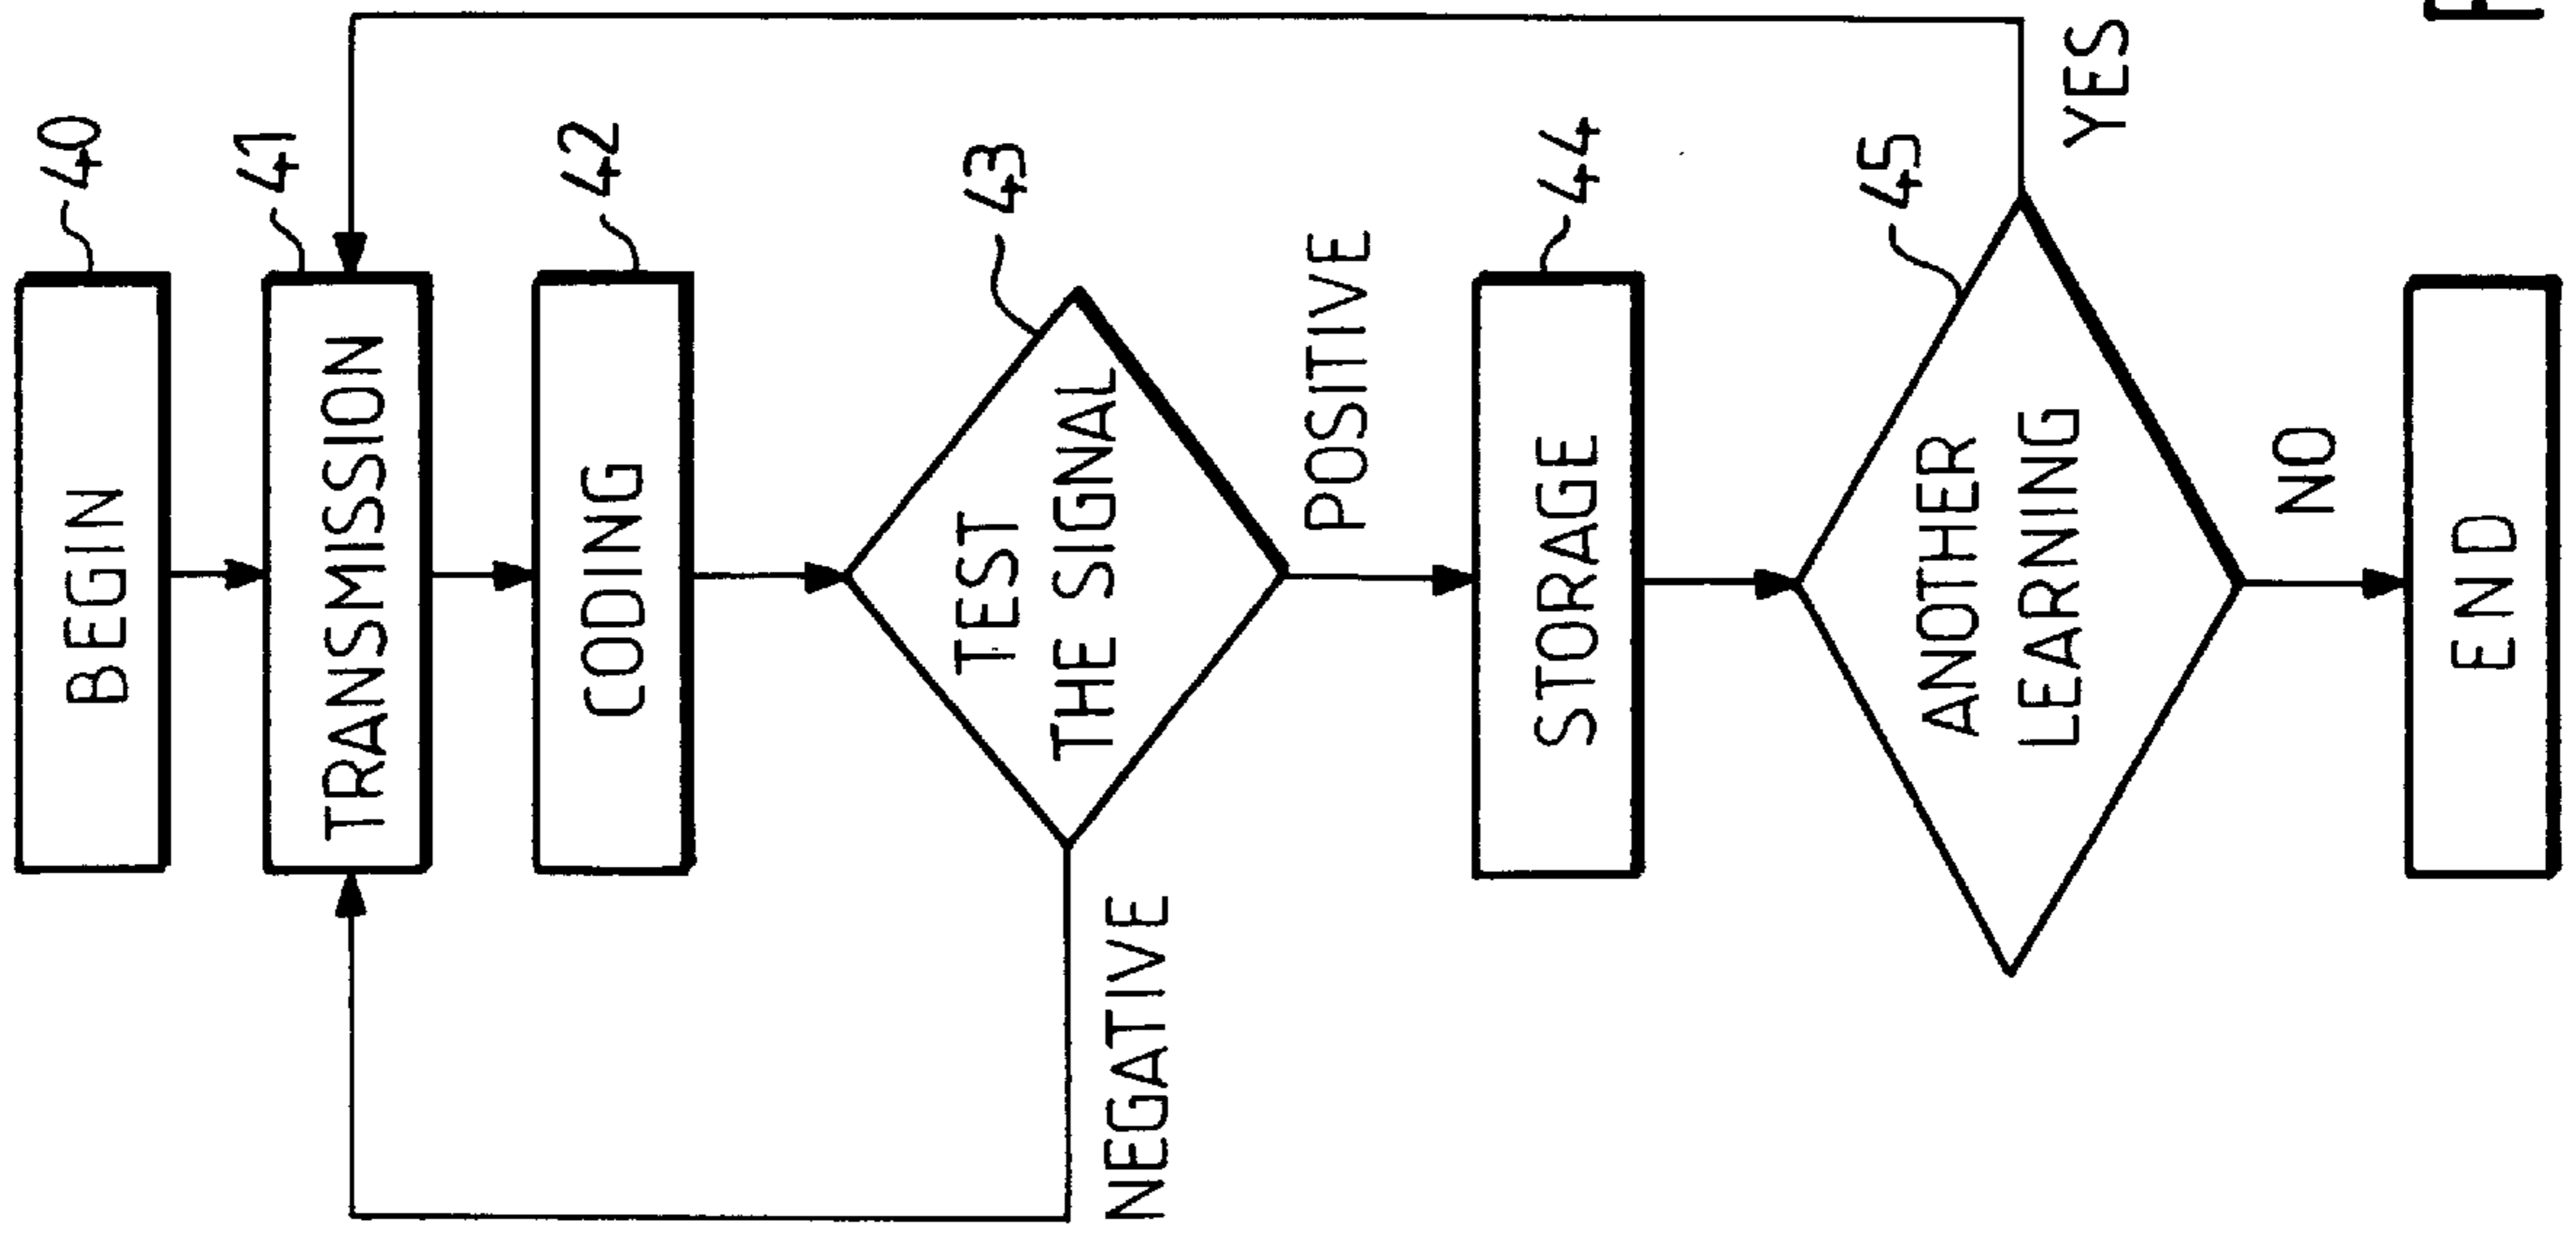 BEGIN
40
TRANSMISSION
41
CODING
42
TEST
THE SIGNAL
43
NEGATIVE
POSITIVE
STORAGE
44
ANOTHER
LEARNING
45
YES
NO
END